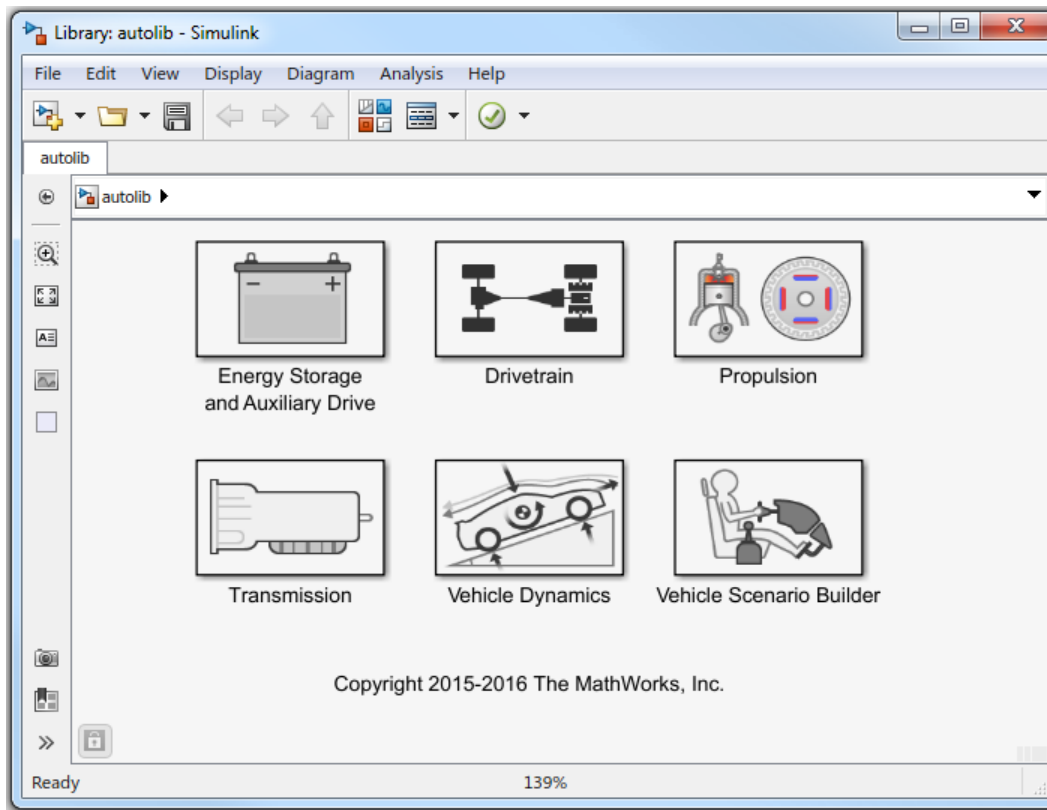 Library: autolib - Simulink
File Edit View Display Diagram Analysis Help
autolib
autolib
Energy Storage
and Auxiliary Drive
Drivetrain
Propulsion
Transmission
Vehicle Dynamics
Vehicle Scenario Builder
Copyright 2015-2016 The MathWorks, Inc.
Ready
139%